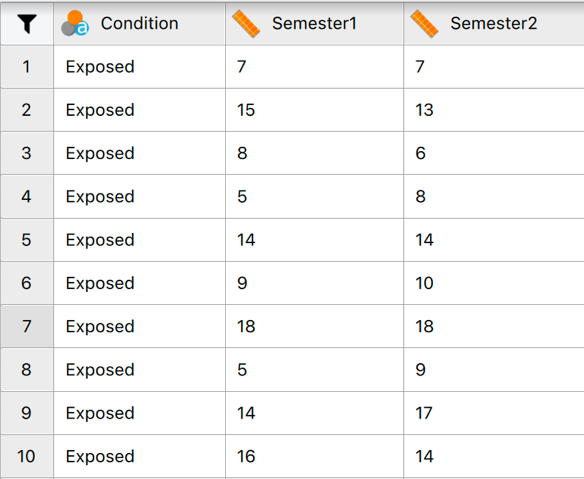 a Condition Semester1 Semester2
1 Exposed 7 7
2 Exposed 15 13
3 Exposed 8 6
4 Exposed 5 8
5 Exposed 14 14
6 Exposed 9 10
7 Exposed 18 18
8 Exposed 5 9
9 Exposed 14 17
10 Exposed 16 14